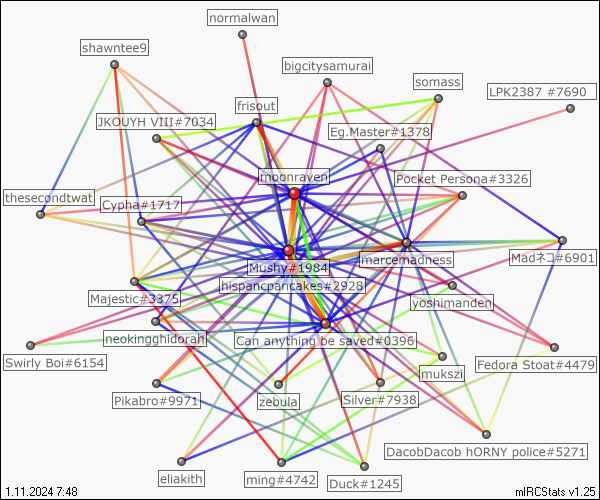 normalwan
shawntee9
bigcitysamurai
somass
LPK2387 #7690
frisout
JKOUYH VIII#7034
Eg.Master#1378
moonraven
Pocket Persona#3326
thesecondtwat
Cypha#1717
marcemadness
Madネコ#6901
Mushy#1984
hispancpancakes#2928
Majestic#3375
yoshimanden
neokingghidorah
Can anything be saved#0396
Swirly Boi#6154
Fedora Stoat#4479
mukszi
Pikabro#9971
zebula
Silver#7938
DacobDacob hORNY police#5271
eliakith
ming#4742
Duck#1245
1.11.2024 7:48
mIRCStats v1.25